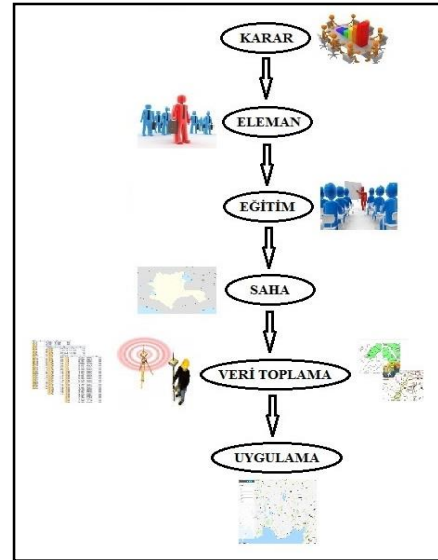 KARAR
ELEMAN
EĞİTİM
SAHA
VERİ TOPLAMA
UYGULAMA